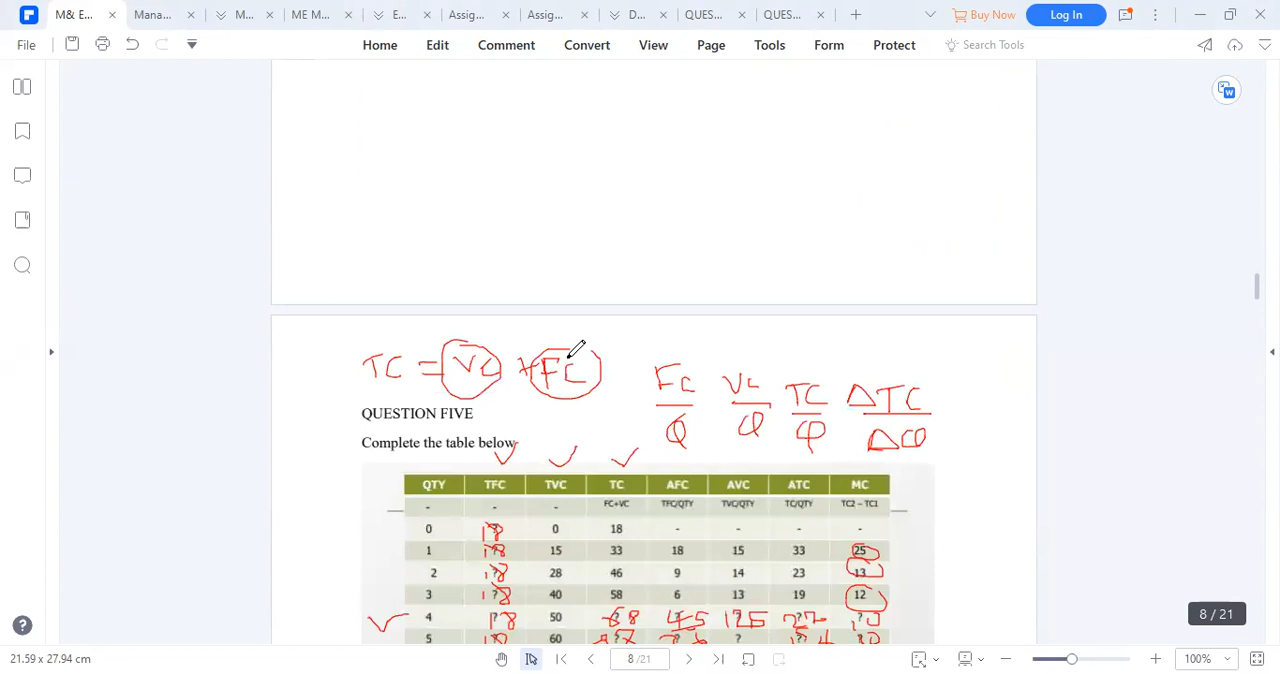 M& E...
Mana...
M...
ME M...
E...
Assig...
Assig...
D...
QUES...
QUES...
Buy Now
Log In
File
Home Edit Comment Convert View Page Tools Form Protect
Search Tools
TC = VC + FC
FC/Q VC/Q TC/Q ΔTC/ΔQ
QUESTION FIVE
Complete the table below
QTY TFC TVC TC AFC AVC ATC MC
- - - FC+VC TFC/QTY TVC/QTY TC/QTY TC2 – TC1
0 ? 18 0 18 - - - -
1 ? 18 15 33 18 15 33 25
2 ? 18 28 46 9 14 23 13
3 ? 18 40 58 6 13 19 12
4 ? 18 50 ? 68 ? ? ? ? 10
5 ? 60 ? ? ? ? ? 10
8 / 21
21.59 x 27.94 cm
8 /21
100%